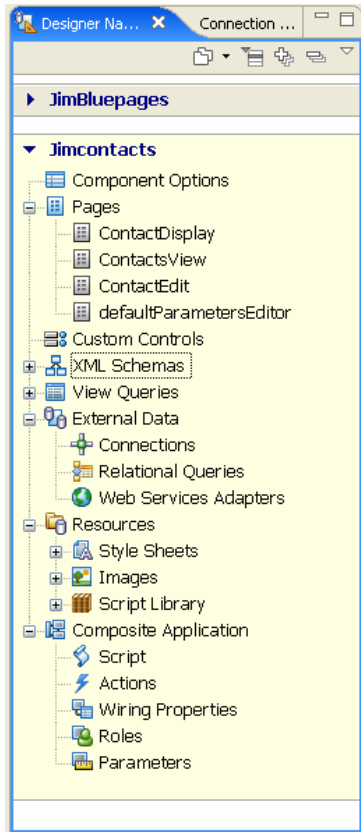 Designer Na... Connection ...
JimBluepages
Jimcontacts
Component Options
Pages
ContactDisplay
ContactsView
ContactEdit
defaultParametersEditor
Custom Controls
XML Schemas
View Queries
External Data
Connections
Relational Queries
Web Services Adapters
Resources
Style Sheets
Images
Script Library
Composite Application
Script
Actions
Wiring Properties
Roles
Parameters